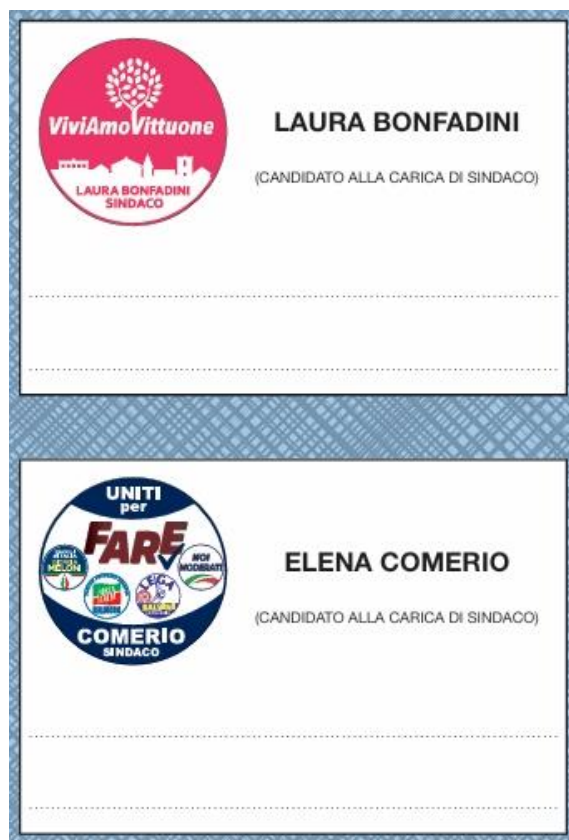 ViviAmoVittuone
LAURA BONFADINI
SINDACO
LAURA BONFADINI
(CANDIDATO ALLA CARICA DI SINDACO)
UNITI
per
FARE
MELONI
NOI
MODERATI
LEGA
SALVINI
COMERIO
SINDACO
ELENA COMERIO
(CANDIDATO ALLA CARICA DI SINDACO)